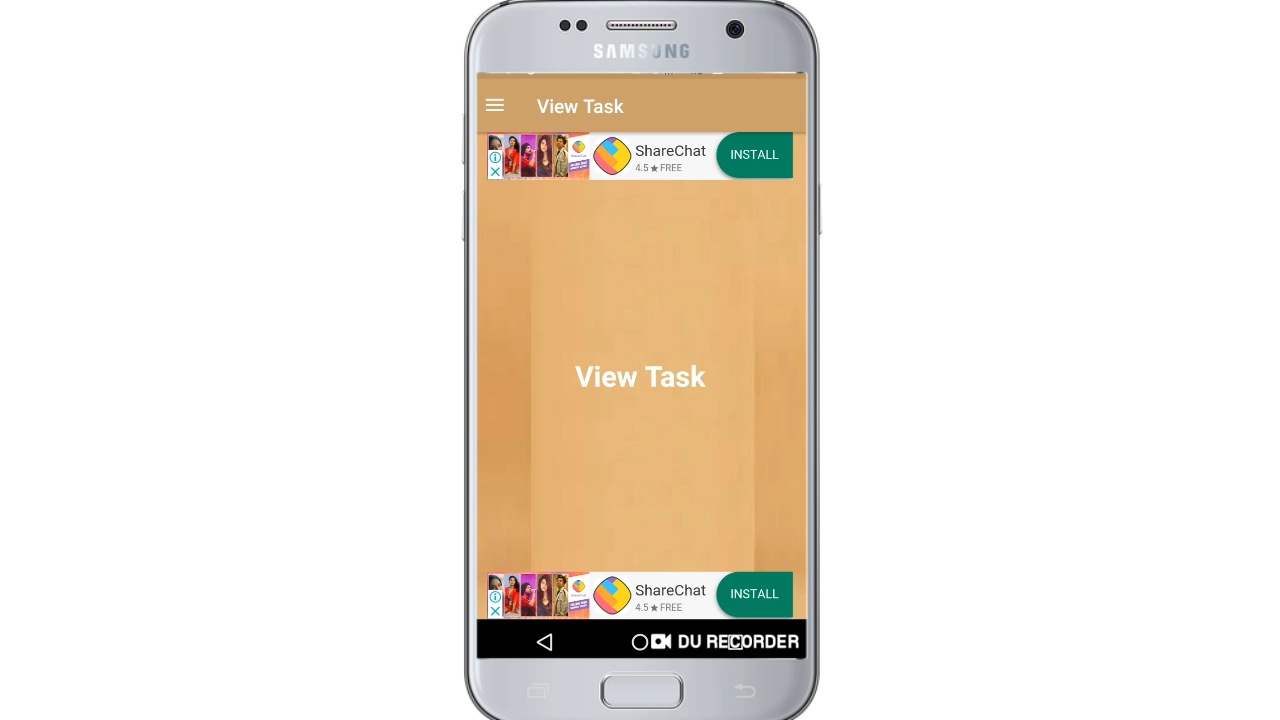 SAMSUNG
View Task
ShareChat
4.5 ★ FREE
INSTALL
View Task
ShareChat
4.5 ★ FREE
INSTALL
DU RECORDER